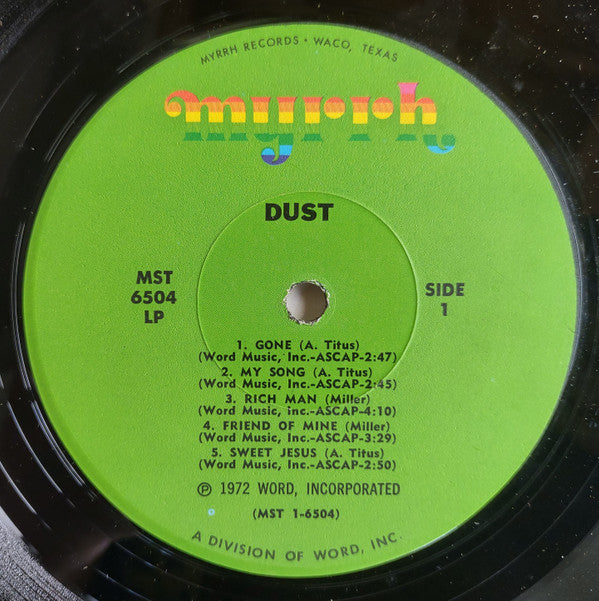 MYRRH RECORDS • WACO, TEXAS
myrrh
DUST
MST
6504
LP
SIDE
1
1. GONE (A. Titus)
(Word Music, Inc.-ASCAP-2:47)
2. MY SONG (A. Titus)
(Word Music, Inc.-ASCAP-2:45)
3. RICH MAN (Miller)
(Word Music, inc.-ASCAP-4:10)
4. FRIEND OF MINE (Miller)
(Word Music, Inc.-ASCAP-3:29)
5. SWEET JESUS (A. Titus)
(Word Music, Inc.-ASCAP-2:50)
℗ 1972 WORD, INCORPORATED
(MST 1-6504)
A DIVISION OF WORD, INC.